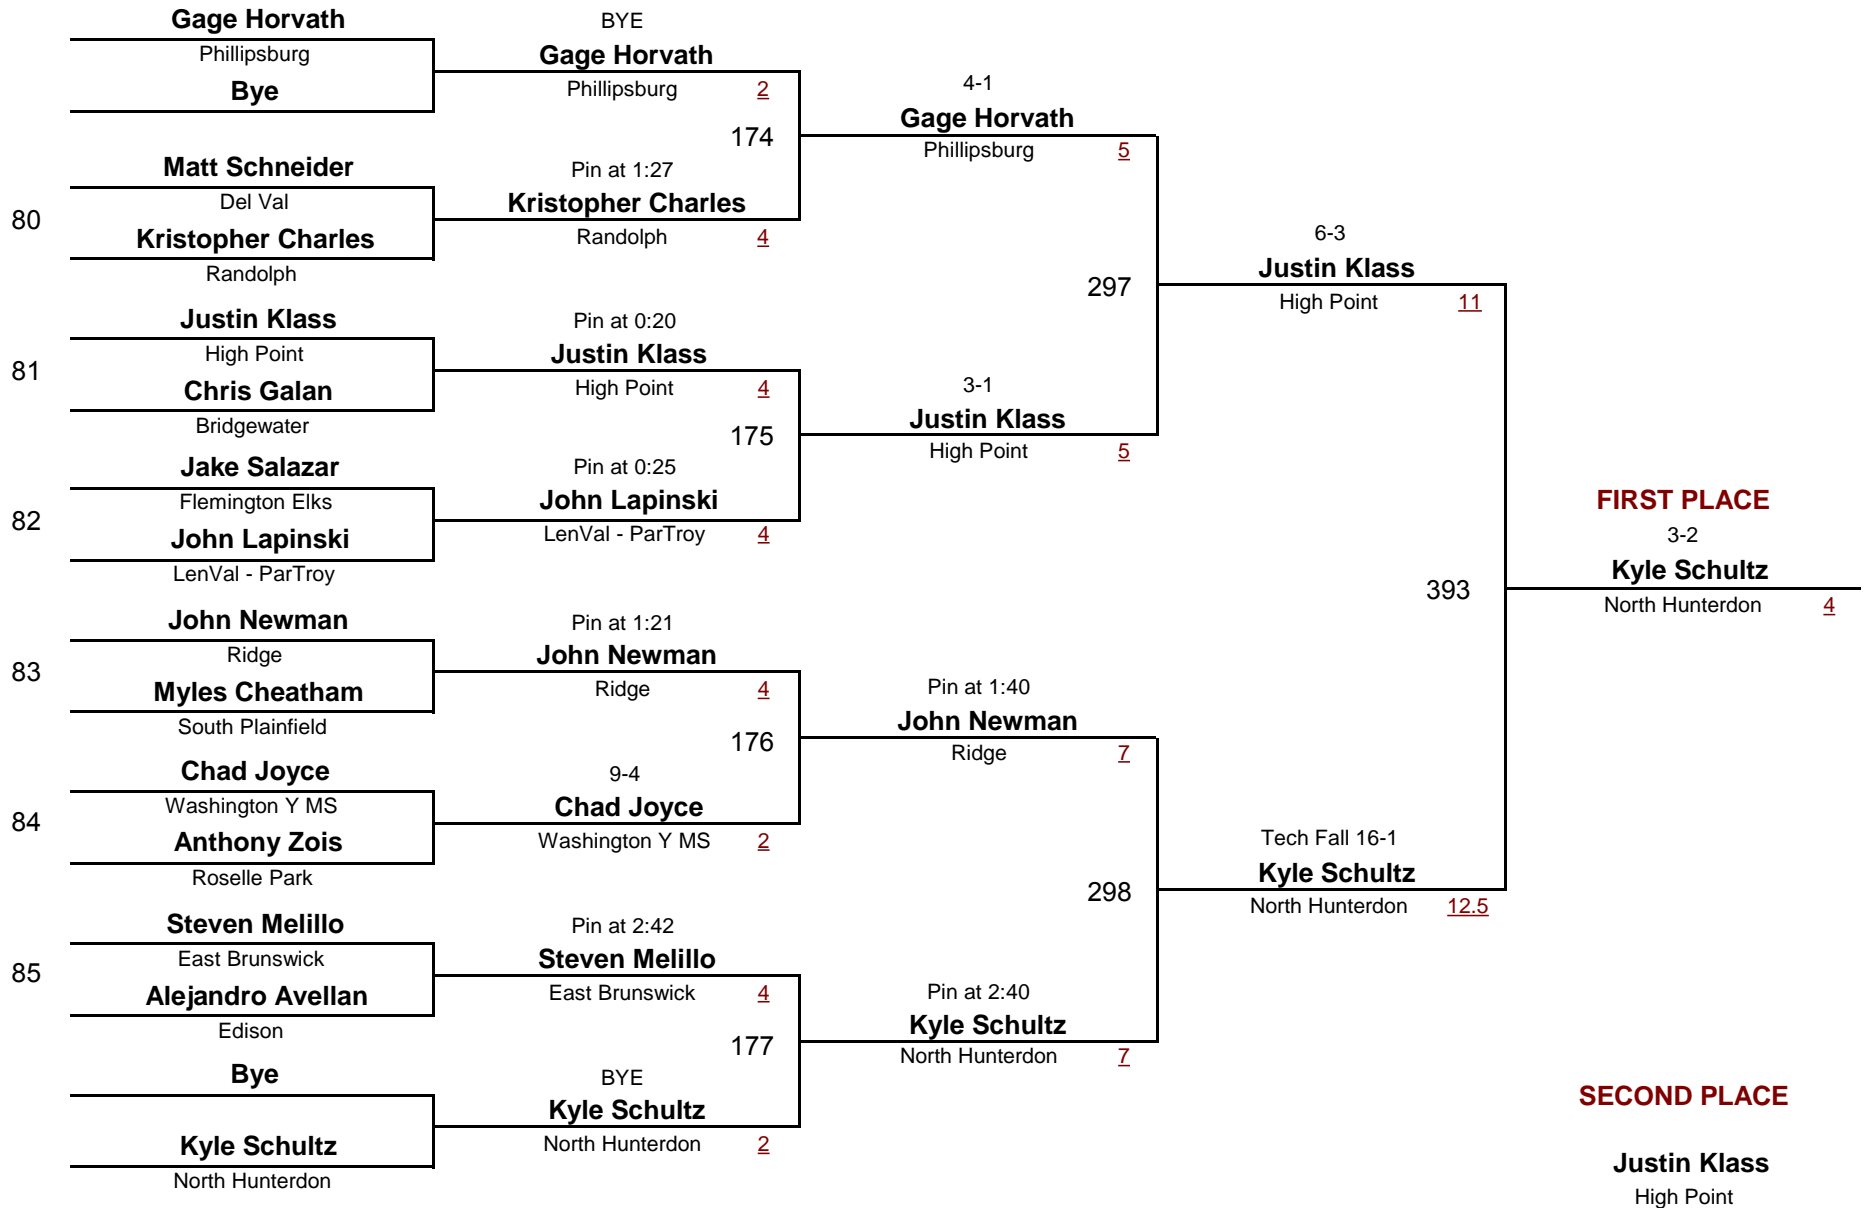 Gage Horvath
Phillipsburg
Bye
80
Matt Schneider
Del Val
Kristopher Charles
Randolph
81
Justin Klass
High Point
Chris Galan
Bridgewater
82
Jake Salazar
Flemington Elks
John Lapinski
LenVal - ParTroy
83
John Newman
Ridge
Myles Cheatham
South Plainfield
84
Chad Joyce
Washington Y MS
Anthony Zois
Roselle Park
85
Steven Melillo
East Brunswick
Alejandro Avellan
Edison
Bye
Kyle Schultz
North Hunterdon
BYE
Gage Horvath
Phillipsburg 2
174
Pin at 1:27
Kristopher Charles
Randolph 4
Pin at 0:20
Justin Klass
High Point 4
175
Pin at 0:25
John Lapinski
LenVal - ParTroy 4
Pin at 1:21
John Newman
Ridge 4
176
9-4
Chad Joyce
Washington Y MS 2
Pin at 2:42
Steven Melillo
East Brunswick 4
177
BYE
Kyle Schultz
North Hunterdon 2
4-1
Gage Horvath
Phillipsburg 5
297
3-1
Justin Klass
High Point 5
Pin at 1:40
John Newman
Ridge 7
298
Pin at 2:40
Kyle Schultz
North Hunterdon 7
6-3
Justin Klass
High Point 11
393
Tech Fall 16-1
Kyle Schultz
North Hunterdon 12.5
FIRST PLACE
3-2
Kyle Schultz
North Hunterdon 4
SECOND PLACE
Justin Klass
High Point